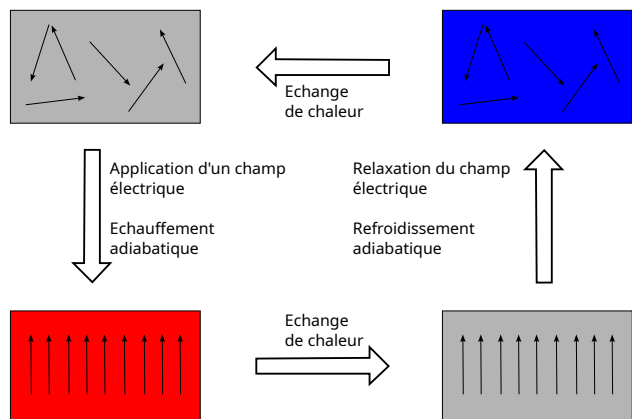 Echange
de chaleur
Application d'un champ
électrique
Echauffement
adiabatique
Relaxation du champ
électrique
Refroidissement
adiabatique
Echange
de chaleur